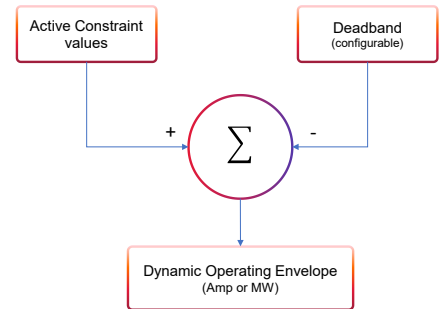 Active Constraint
values
Deadband
(configurable)
+
-
∑
Dynamic Operating Envelope
(Amp or MW)